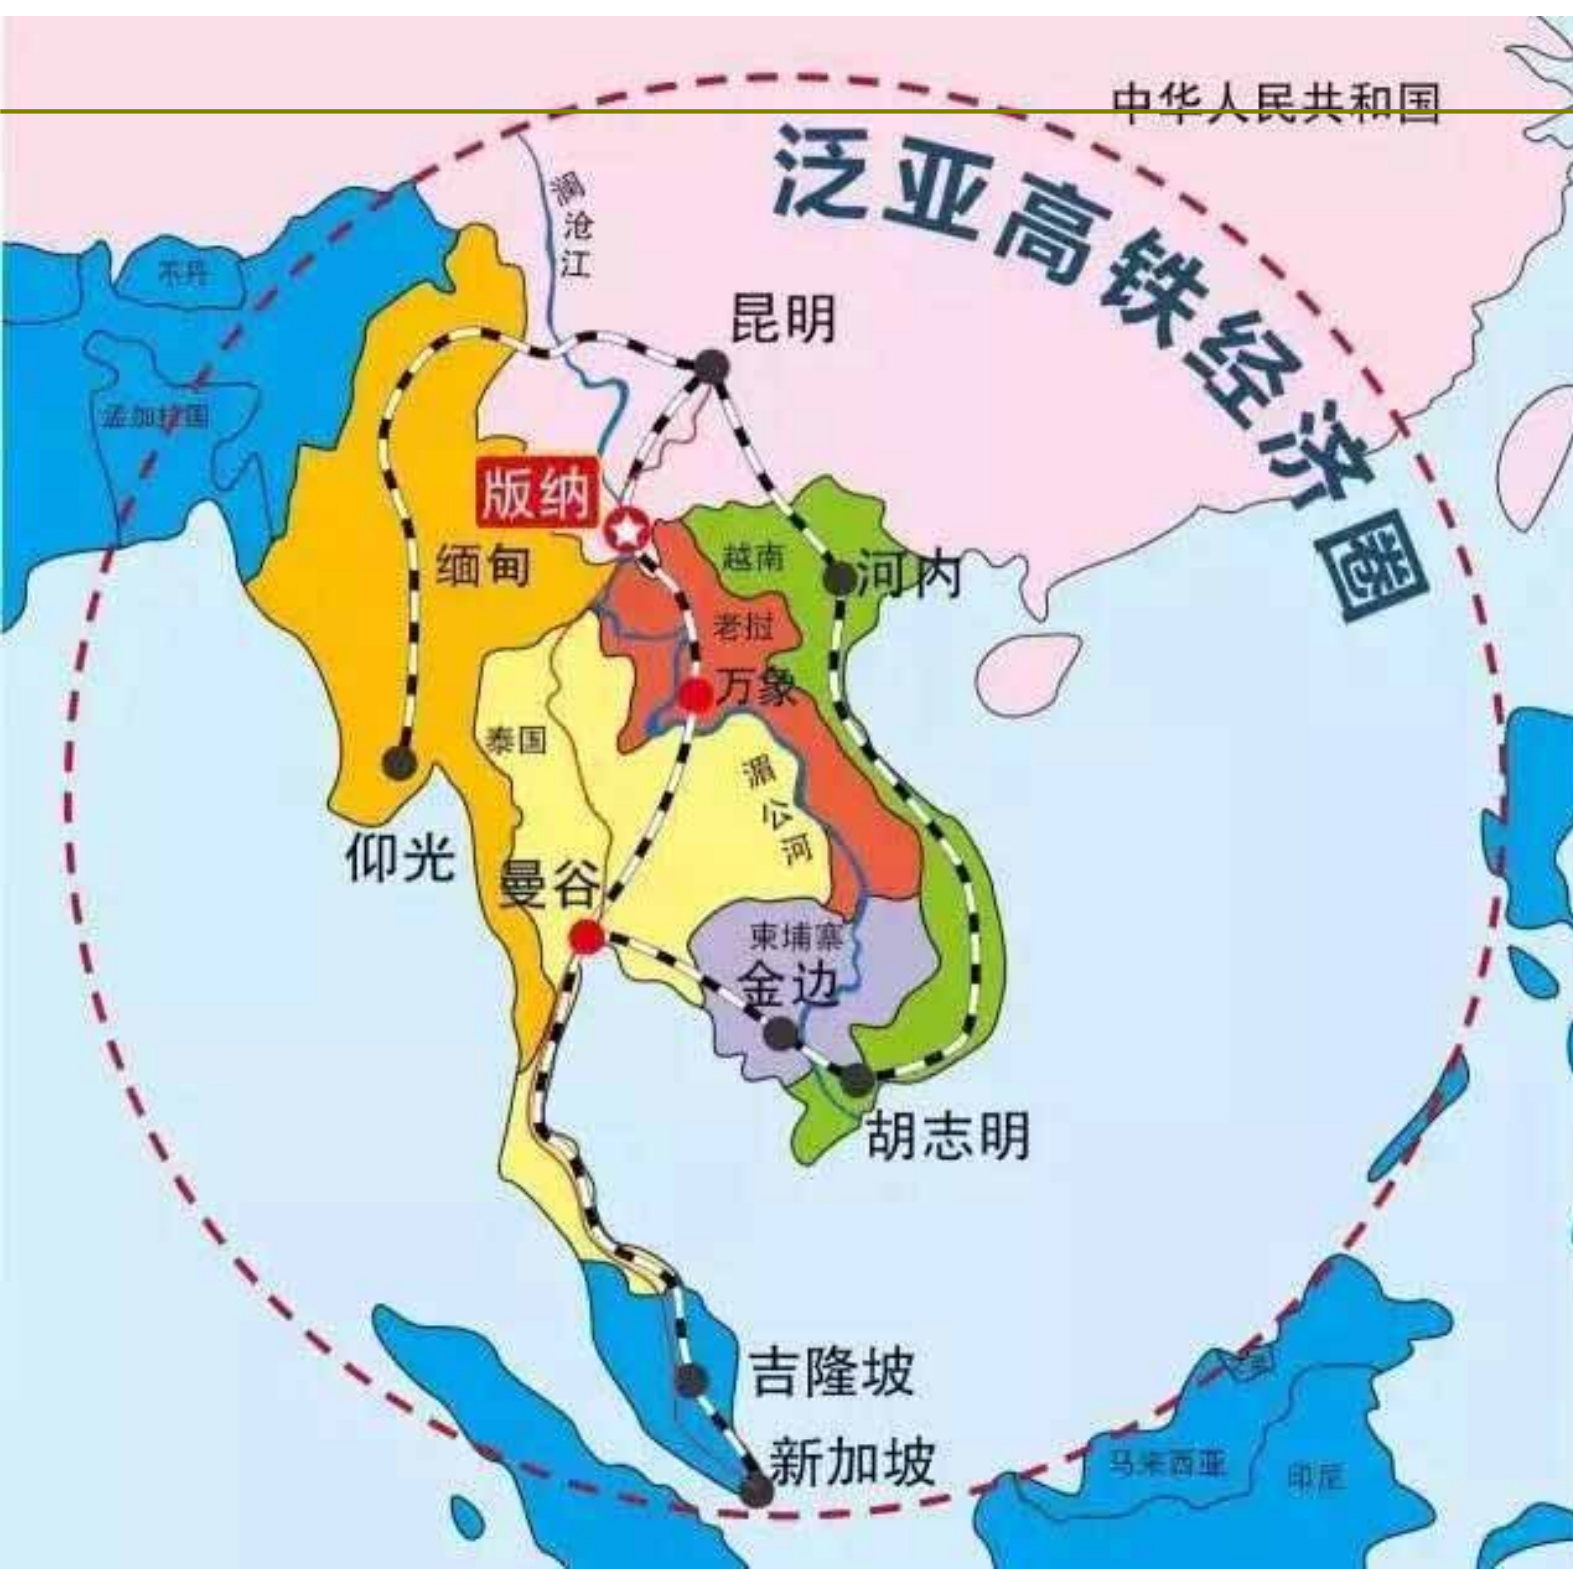 中华人民共和国
泛亚高铁经济圈
澜沧江
不丹
昆明
孟加拉国
版纳
缅甸
越南
河内
老挝
万象
泰国
湄公河
仰光
曼谷
柬埔寨
金边
胡志明
吉隆坡
新加坡
马来西亚
印尼